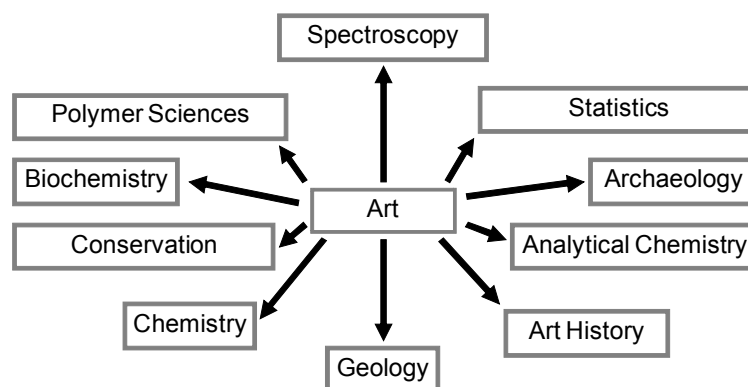 Spectroscopy
Polymer Sciences
Statistics
Biochemistry
Archaeology
Art
Conservation
Analytical Chemistry
Chemistry
Art History
Geology